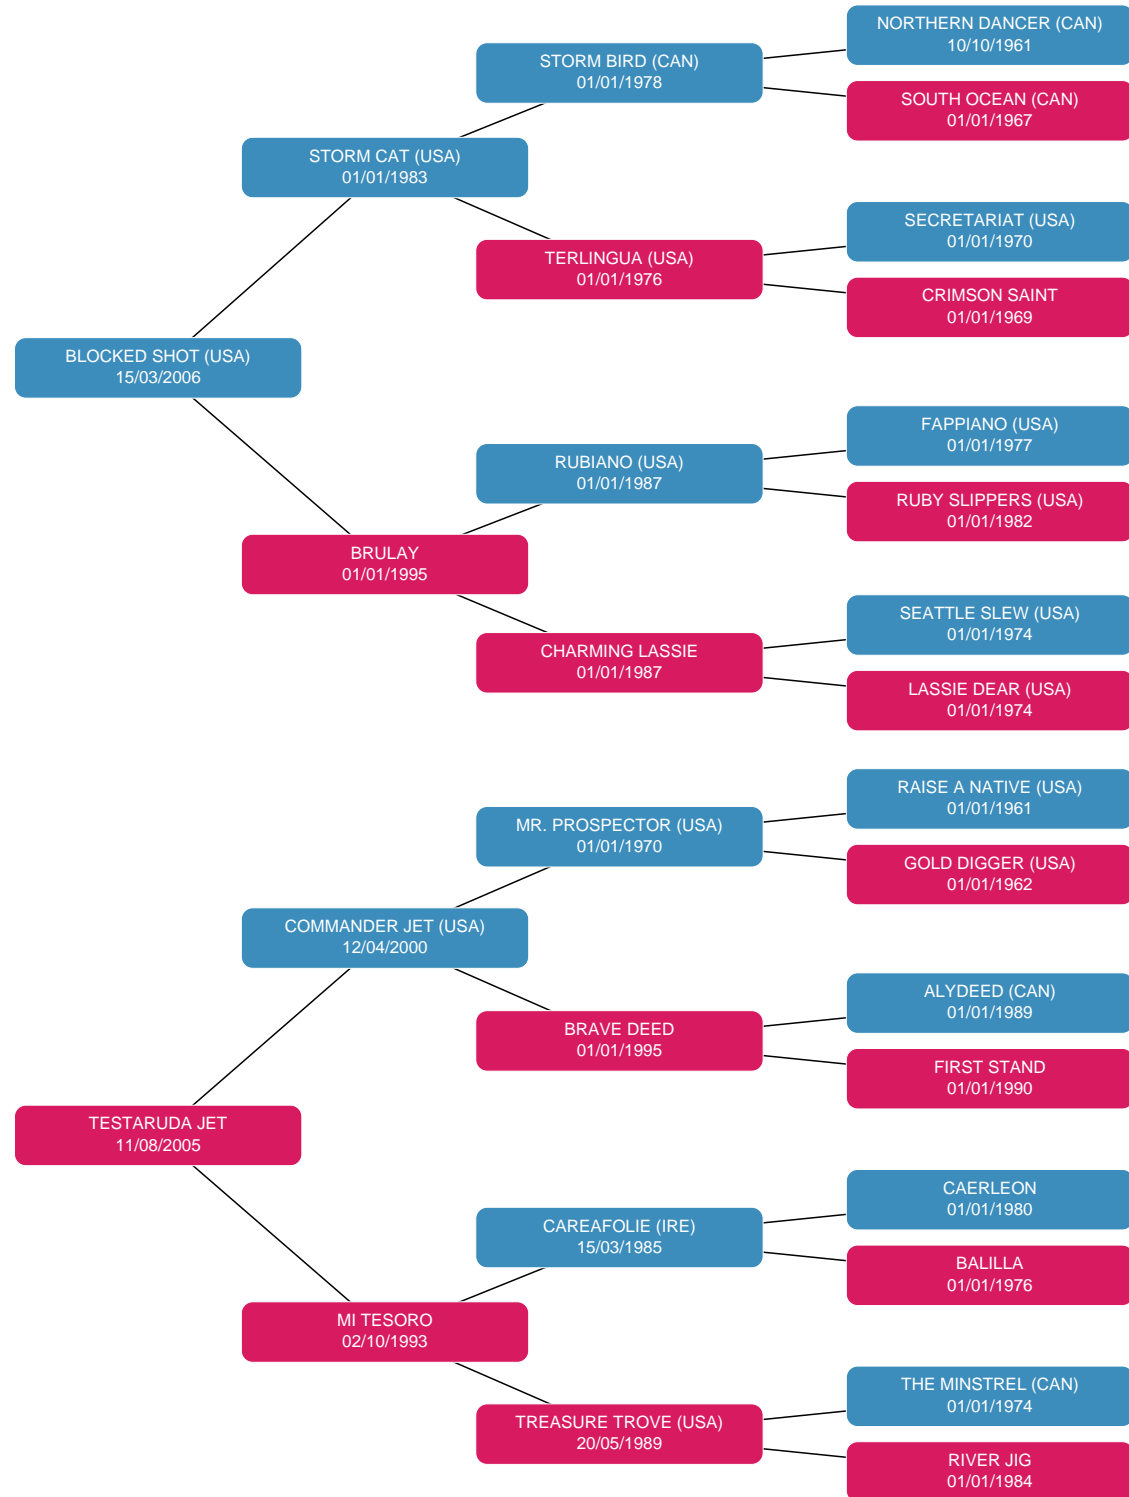 NORTHERN DANCER (CAN)
10/10/1961
STORM BIRD (CAN)
01/01/1978
SOUTH OCEAN (CAN)
01/01/1967
STORM CAT (USA)
01/01/1983
SECRETARIAT (USA)
01/01/1970
TERLINGUA (USA)
01/01/1976
CRIMSON SAINT
01/01/1969
BLOCKED SHOT (USA)
15/03/2006
FAPPIANO (USA)
01/01/1977
RUBIANO (USA)
01/01/1987
RUBY SLIPPERS (USA)
01/01/1982
BRULAY
01/01/1995
SEATTLE SLEW (USA)
01/01/1974
CHARMING LASSIE
01/01/1987
LASSIE DEAR (USA)
01/01/1974
RAISE A NATIVE (USA)
01/01/1961
MR. PROSPECTOR (USA)
01/01/1970
GOLD DIGGER (USA)
01/01/1962
COMMANDER JET (USA)
12/04/2000
ALYDEED (CAN)
01/01/1989
BRAVE DEED
01/01/1995
FIRST STAND
01/01/1990
TESTARUDA JET
11/08/2005
CAERLEON
01/01/1980
CAREAFOLIE (IRE)
15/03/1985
BALILLA
01/01/1976
MI TESORO
02/10/1993
THE MINSTREL (CAN)
01/01/1974
TREASURE TROVE (USA)
20/05/1989
RIVER JIG
01/01/1984